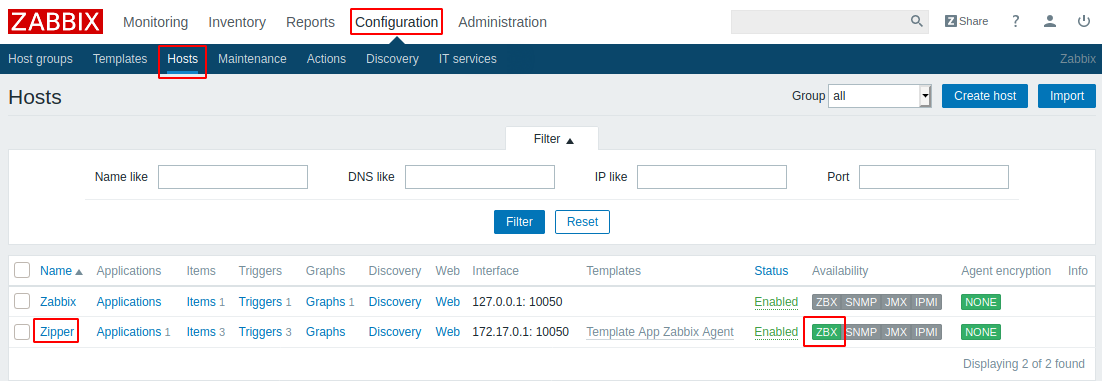 ZABBIX Monitoring Inventory Reports Configuration Administration Z Share ?
Host groups Templates Hosts Maintenance Actions Discovery IT services Zabbix
Hosts Group all Create host Import
Filter
Name like DNS like IP like Port
Filter Reset
Name Applications Items Triggers Graphs Discovery Web Interface Templates Status Availability Agent encryption Info
Zabbix Applications Items 1 Triggers 1 Graphs 1 Discovery Web 127.0.0.1: 10050 Enabled ZBX SNMP JMX IPMI NONE
Zipper Applications 1 Items 3 Triggers 3 Graphs Discovery Web 172.17.0.1: 10050 Template App Zabbix Agent Enabled ZBX SNMP JMX IPMI NONE
Displaying 2 of 2 found